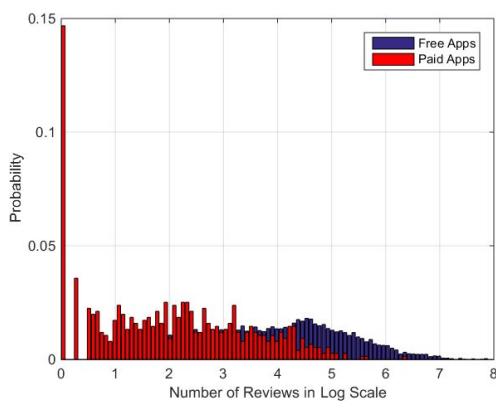 0.15
Free Apps
Paid Apps
0.1
Probability
0.05
0
0 1 2 3 4 5 6 7 8
Number of Reviews in Log Scale